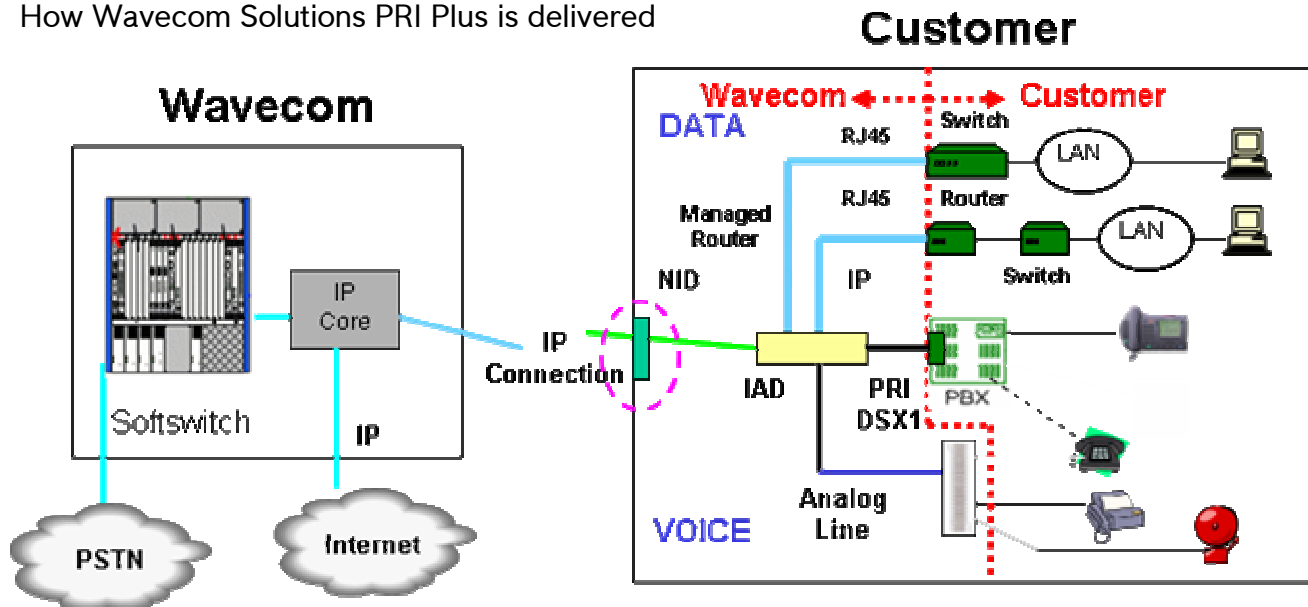 How Wavecom Solutions PRI Plus is delivered
Customer
Wavecom
Wavecom
Customer
DATA
RJ45
Switch
LAN
RJ45
Router
Managed
Router
LAN
NID
IP
Switch
IP
Core
IP
Connection
IAD
PRI
DSX1
PBX
Softswitch
IP
Analog
Line
VOICE
PSTN
Internet